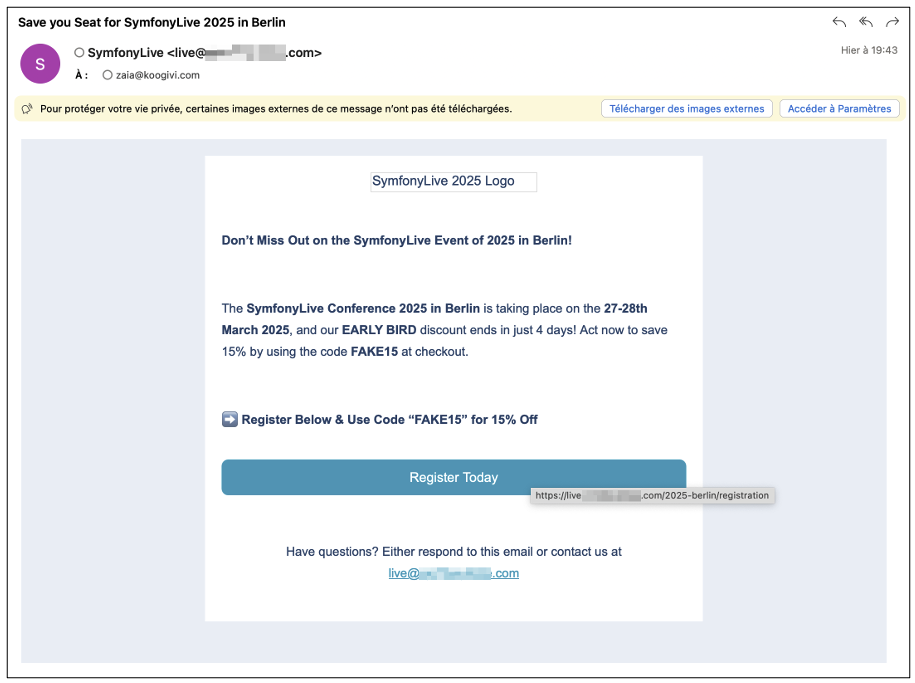 Save you Seat for SymfonyLive 2025 in Berlin
S
SymfonyLive <live@ .com>
Hier à 19:43
À : zaia@koogivi.com
Pour protéger votre vie privée, certaines images externes de ce message n’ont pas été téléchargées.
Télécharger des images externes
Accéder à Paramètres
SymfonyLive 2025 Logo
Don’t Miss Out on the SymfonyLive Event of 2025 in Berlin!
The SymfonyLive Conference 2025 in Berlin is taking place on the 27-28th
March 2025, and our EARLY BIRD discount ends in just 4 days! Act now to save
15% by using the code FAKE15 at checkout.
➡️ Register Below & Use Code “FAKE15” for 15% Off
Register Today
https://live .com/2025-berlin/registration
Have questions? Either respond to this email or contact us at
live@ .com